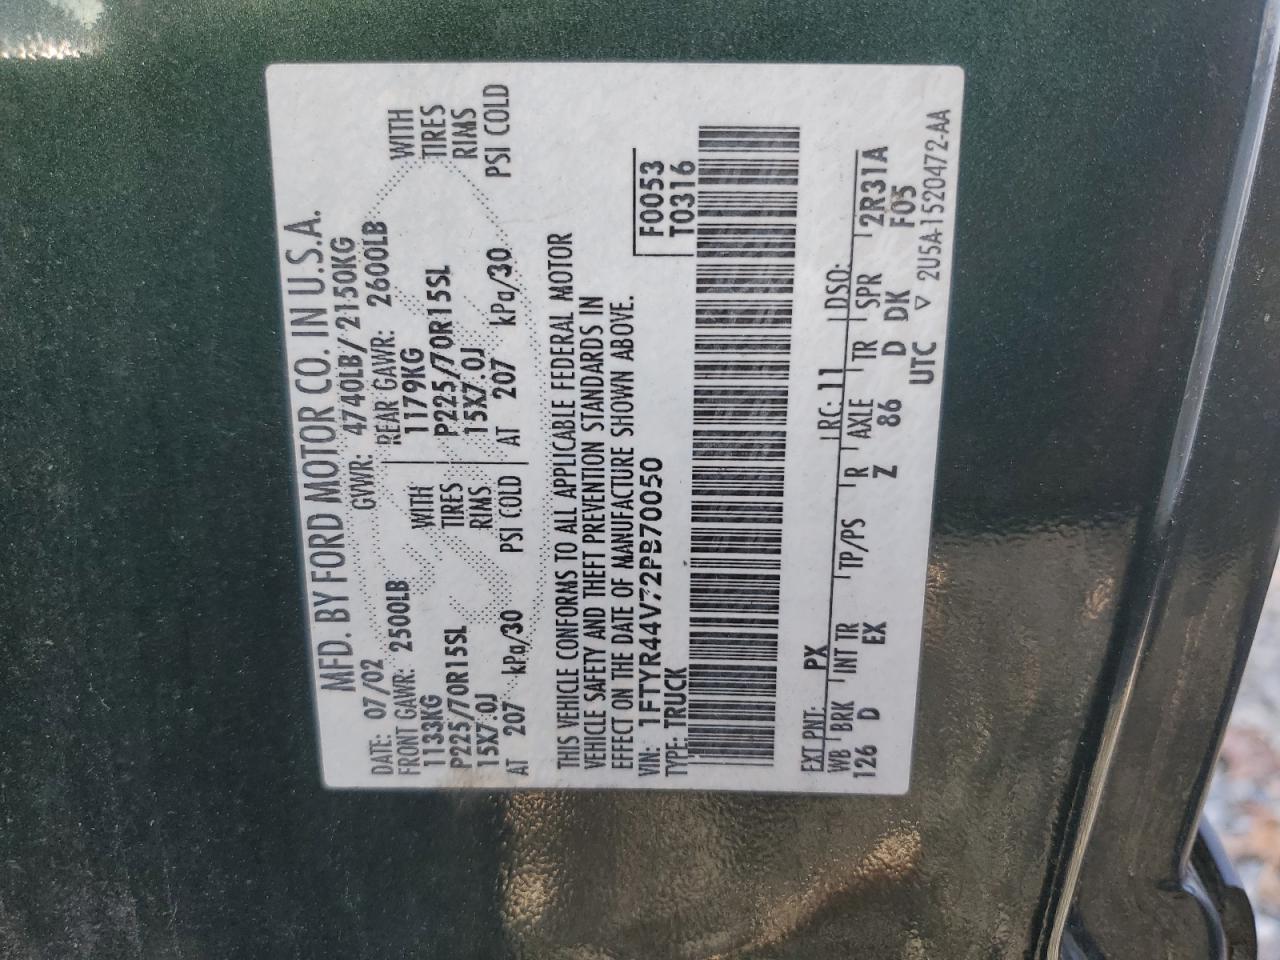 MFD. BY FORD MOTOR CO. IN U.S.A.
DATE: 07/02 GVWR: 4740LB/2150KG
FRONT GAWR: 2500LB REAR GAWR: 2600LB
1133KG WITH 1179KG WITH
P225/70R15SL TIRES P225/70R15SL TIRES
15X7.0J RIMS 15X7.0J RIMS
AT 207 kPa/30 PSI COLD AT 207 kPa/30 PSI COLD
THIS VEHICLE CONFORMS TO ALL APPLICABLE FEDERAL MOTOR
VEHICLE SAFETY AND THEFT PREVENTION STANDARDS IN
EFFECT ON THE DATE OF MANUFACTURE SHOWN ABOVE.
VIN: 1FTYR44V72PB70050 F0053
TYPE: TRUCK T0316
EXT PNT: PX RC: 11 DSO:
WB BRK INT TR TP/PS R AXLE TR SPR 2R31A
126 D EX Z 86 D DK F05
UTC ▽ 2U5A-1520472-AA